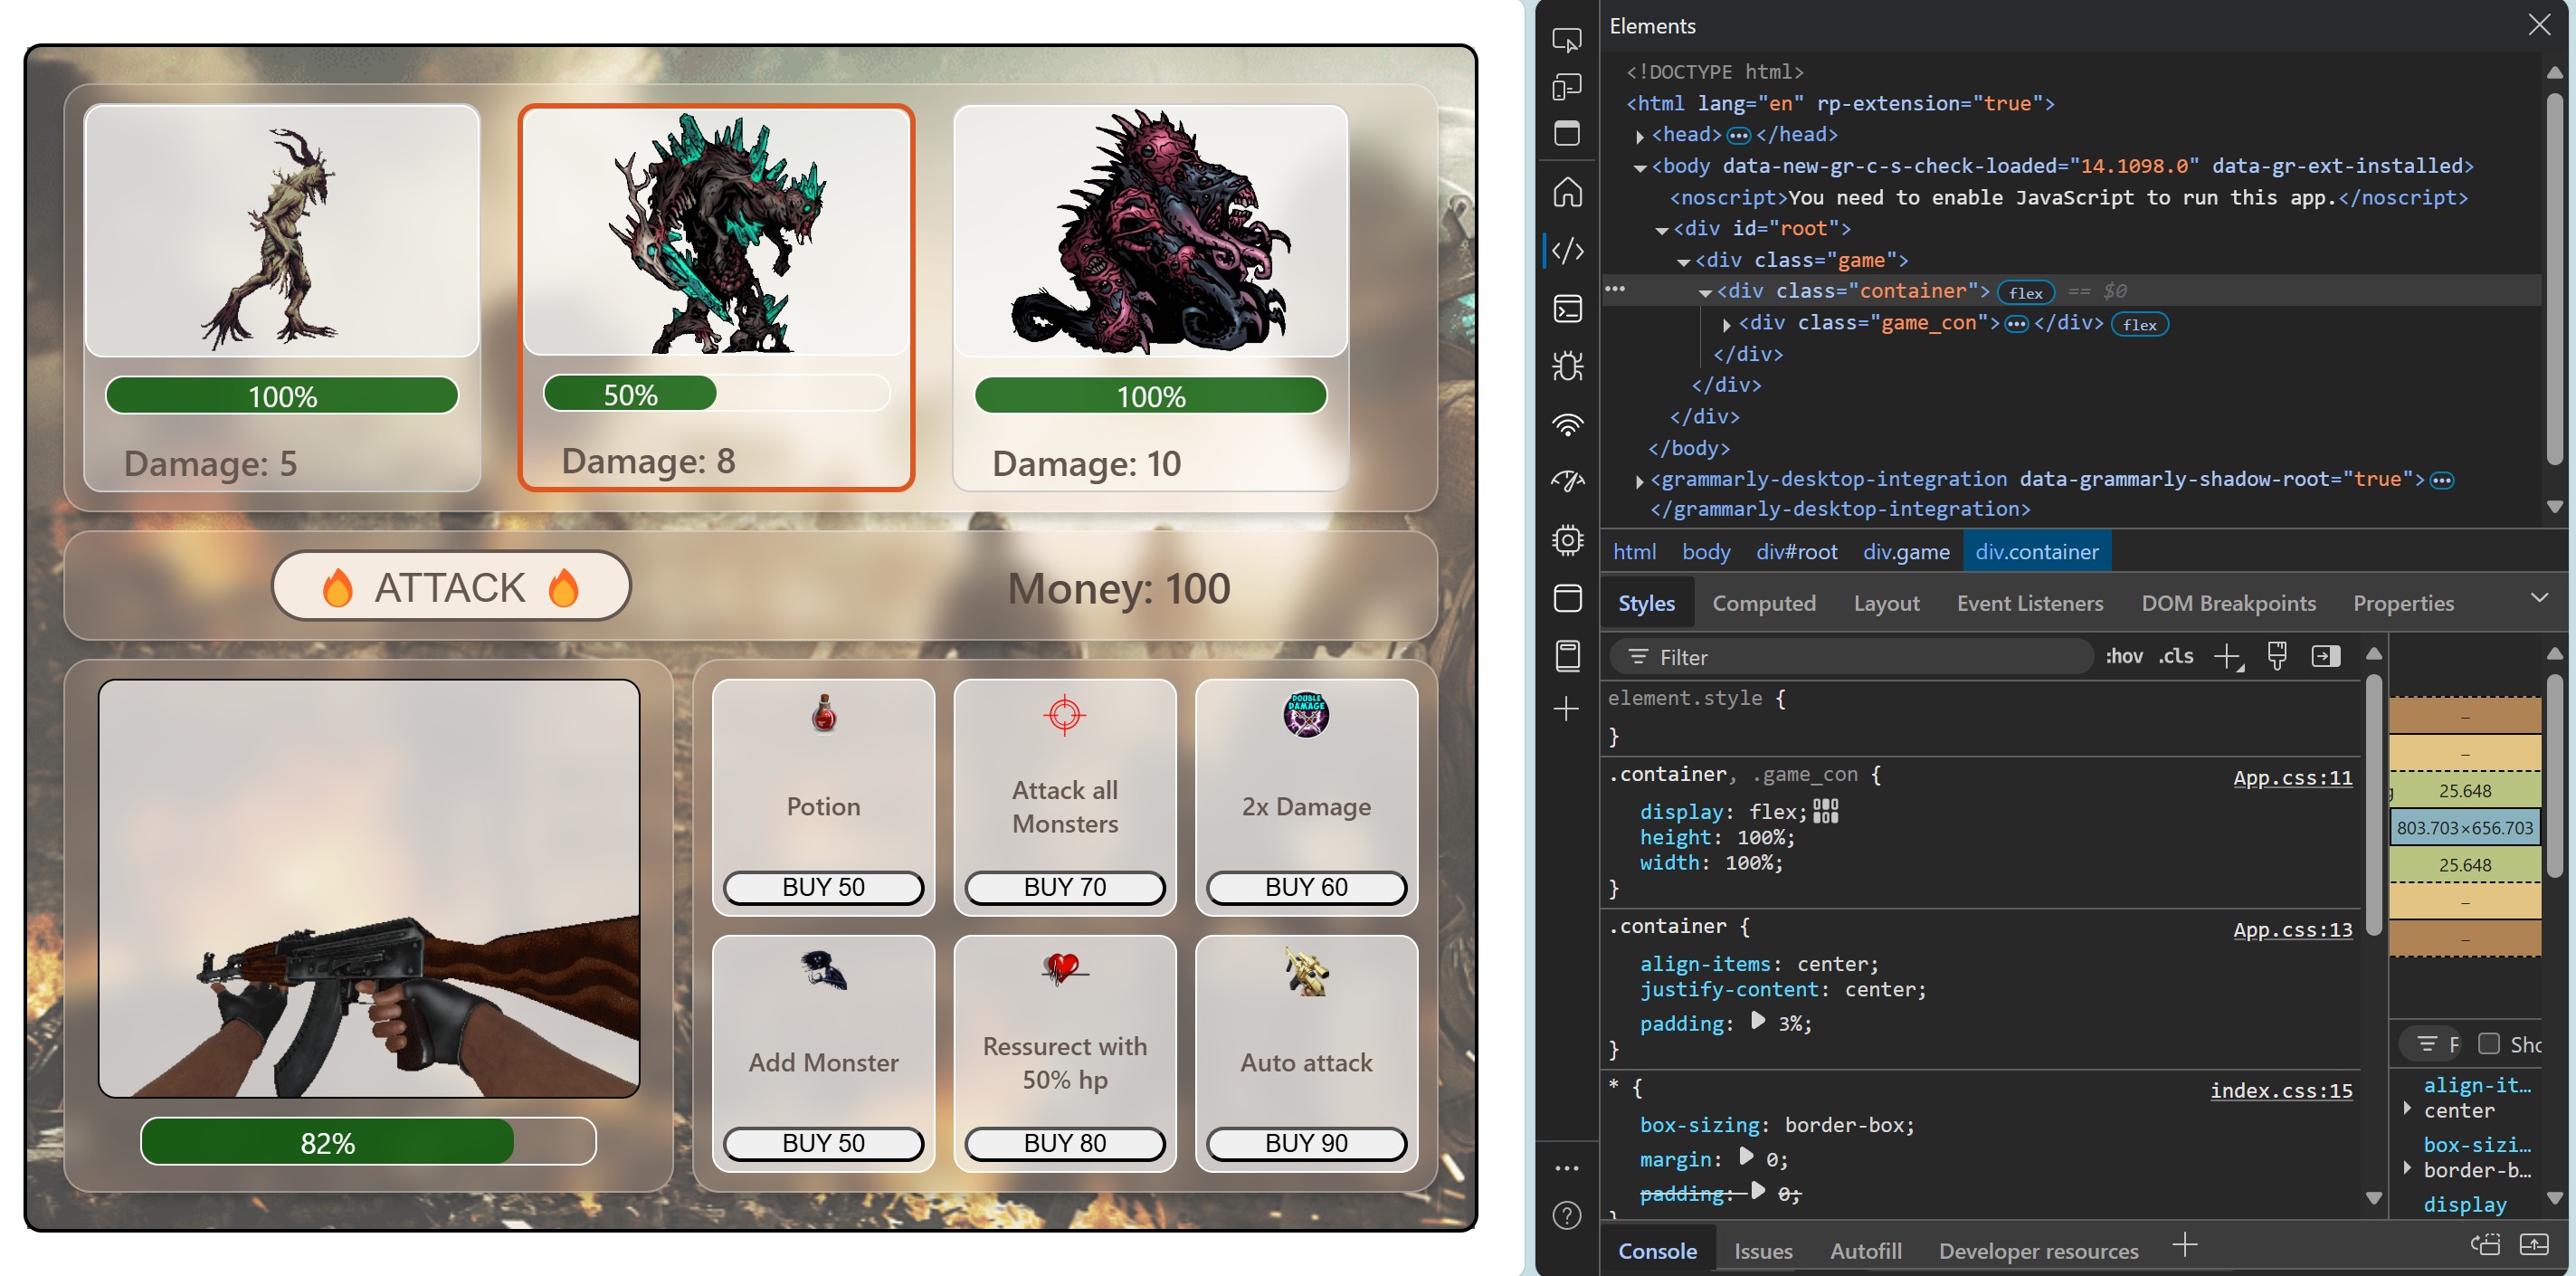 100%
50%
100%
Damage: 5
Damage: 8
Damage: 10
🔥 ATTACK 🔥
Money: 100
82%
DOUBLE
DAMAGE
Potion
Attack all
Monsters
2x Damage
BUY 50
BUY 70
BUY 60
Add Monster
Ressurect with
50% hp
Auto attack
BUY 50
BUY 80
BUY 90
Elements
<!DOCTYPE html>
<html lang="en" rp-extension="true">
<head>•••</head>
<body data-new-gr-c-s-check-loaded="14.1098.0" data-gr-ext-installed>
<noscript>You need to enable JavaScript to run this app.</noscript>
<div id="root">
<div class="game">
••• <div class="container"> flex == $0
<div class="game_con">•••</div> flex
</div>
</div>
</div>
</body>
<grammarly-desktop-integration data-grammarly-shadow-root="true">•••
</grammarly-desktop-integration>
html body div#root div.game div.container
Styles Computed Layout Event Listeners DOM Breakpoints Properties
Filter :hov .cls
element.style {
}
.container, .game_con { App.css:11
display: flex;
height: 100%;
width: 100%;
}
.container { App.css:13
align-items: center;
justify-content: center;
padding: 3%;
}
* { index.css:15
box-sizing: border-box;
margin: 0;
padding: 0;
}
–
–
25.648
803.703×656.703
25.648
–
–
F Sho
align-it…
center
box-sizi…
border-b…
display
Console Issues Autofill Developer resources